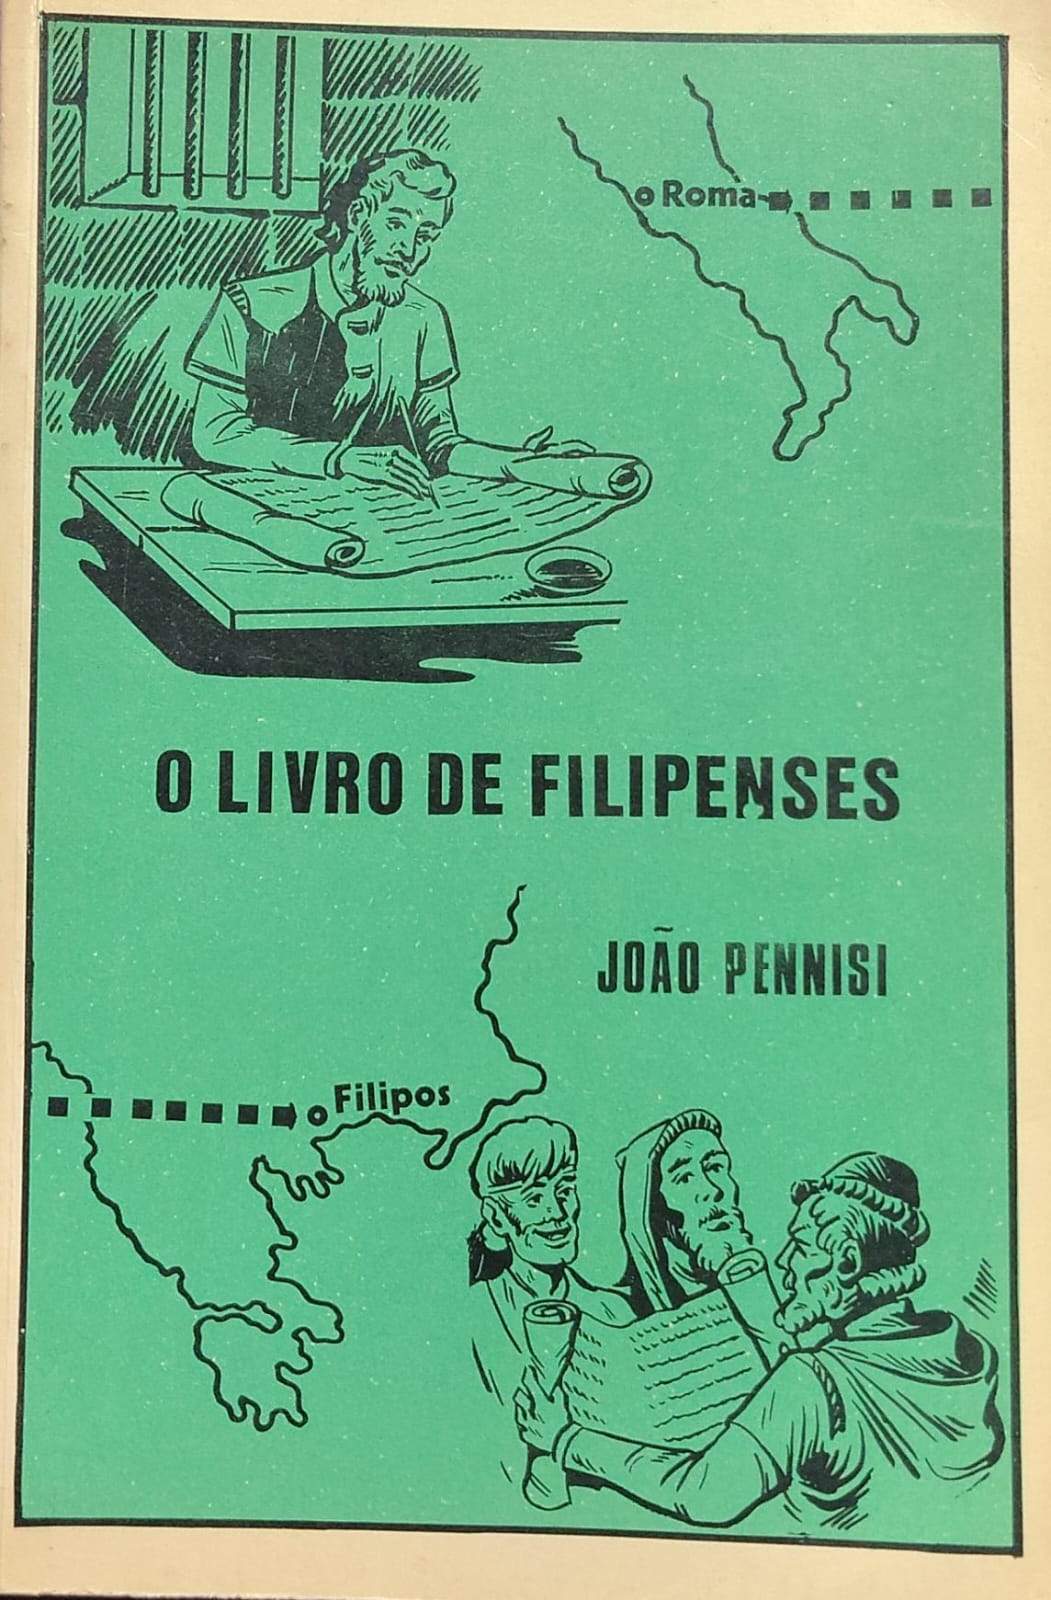 Roma
O LIVRO DE FILIPENSES
JOÃO PENNISI
Filipos